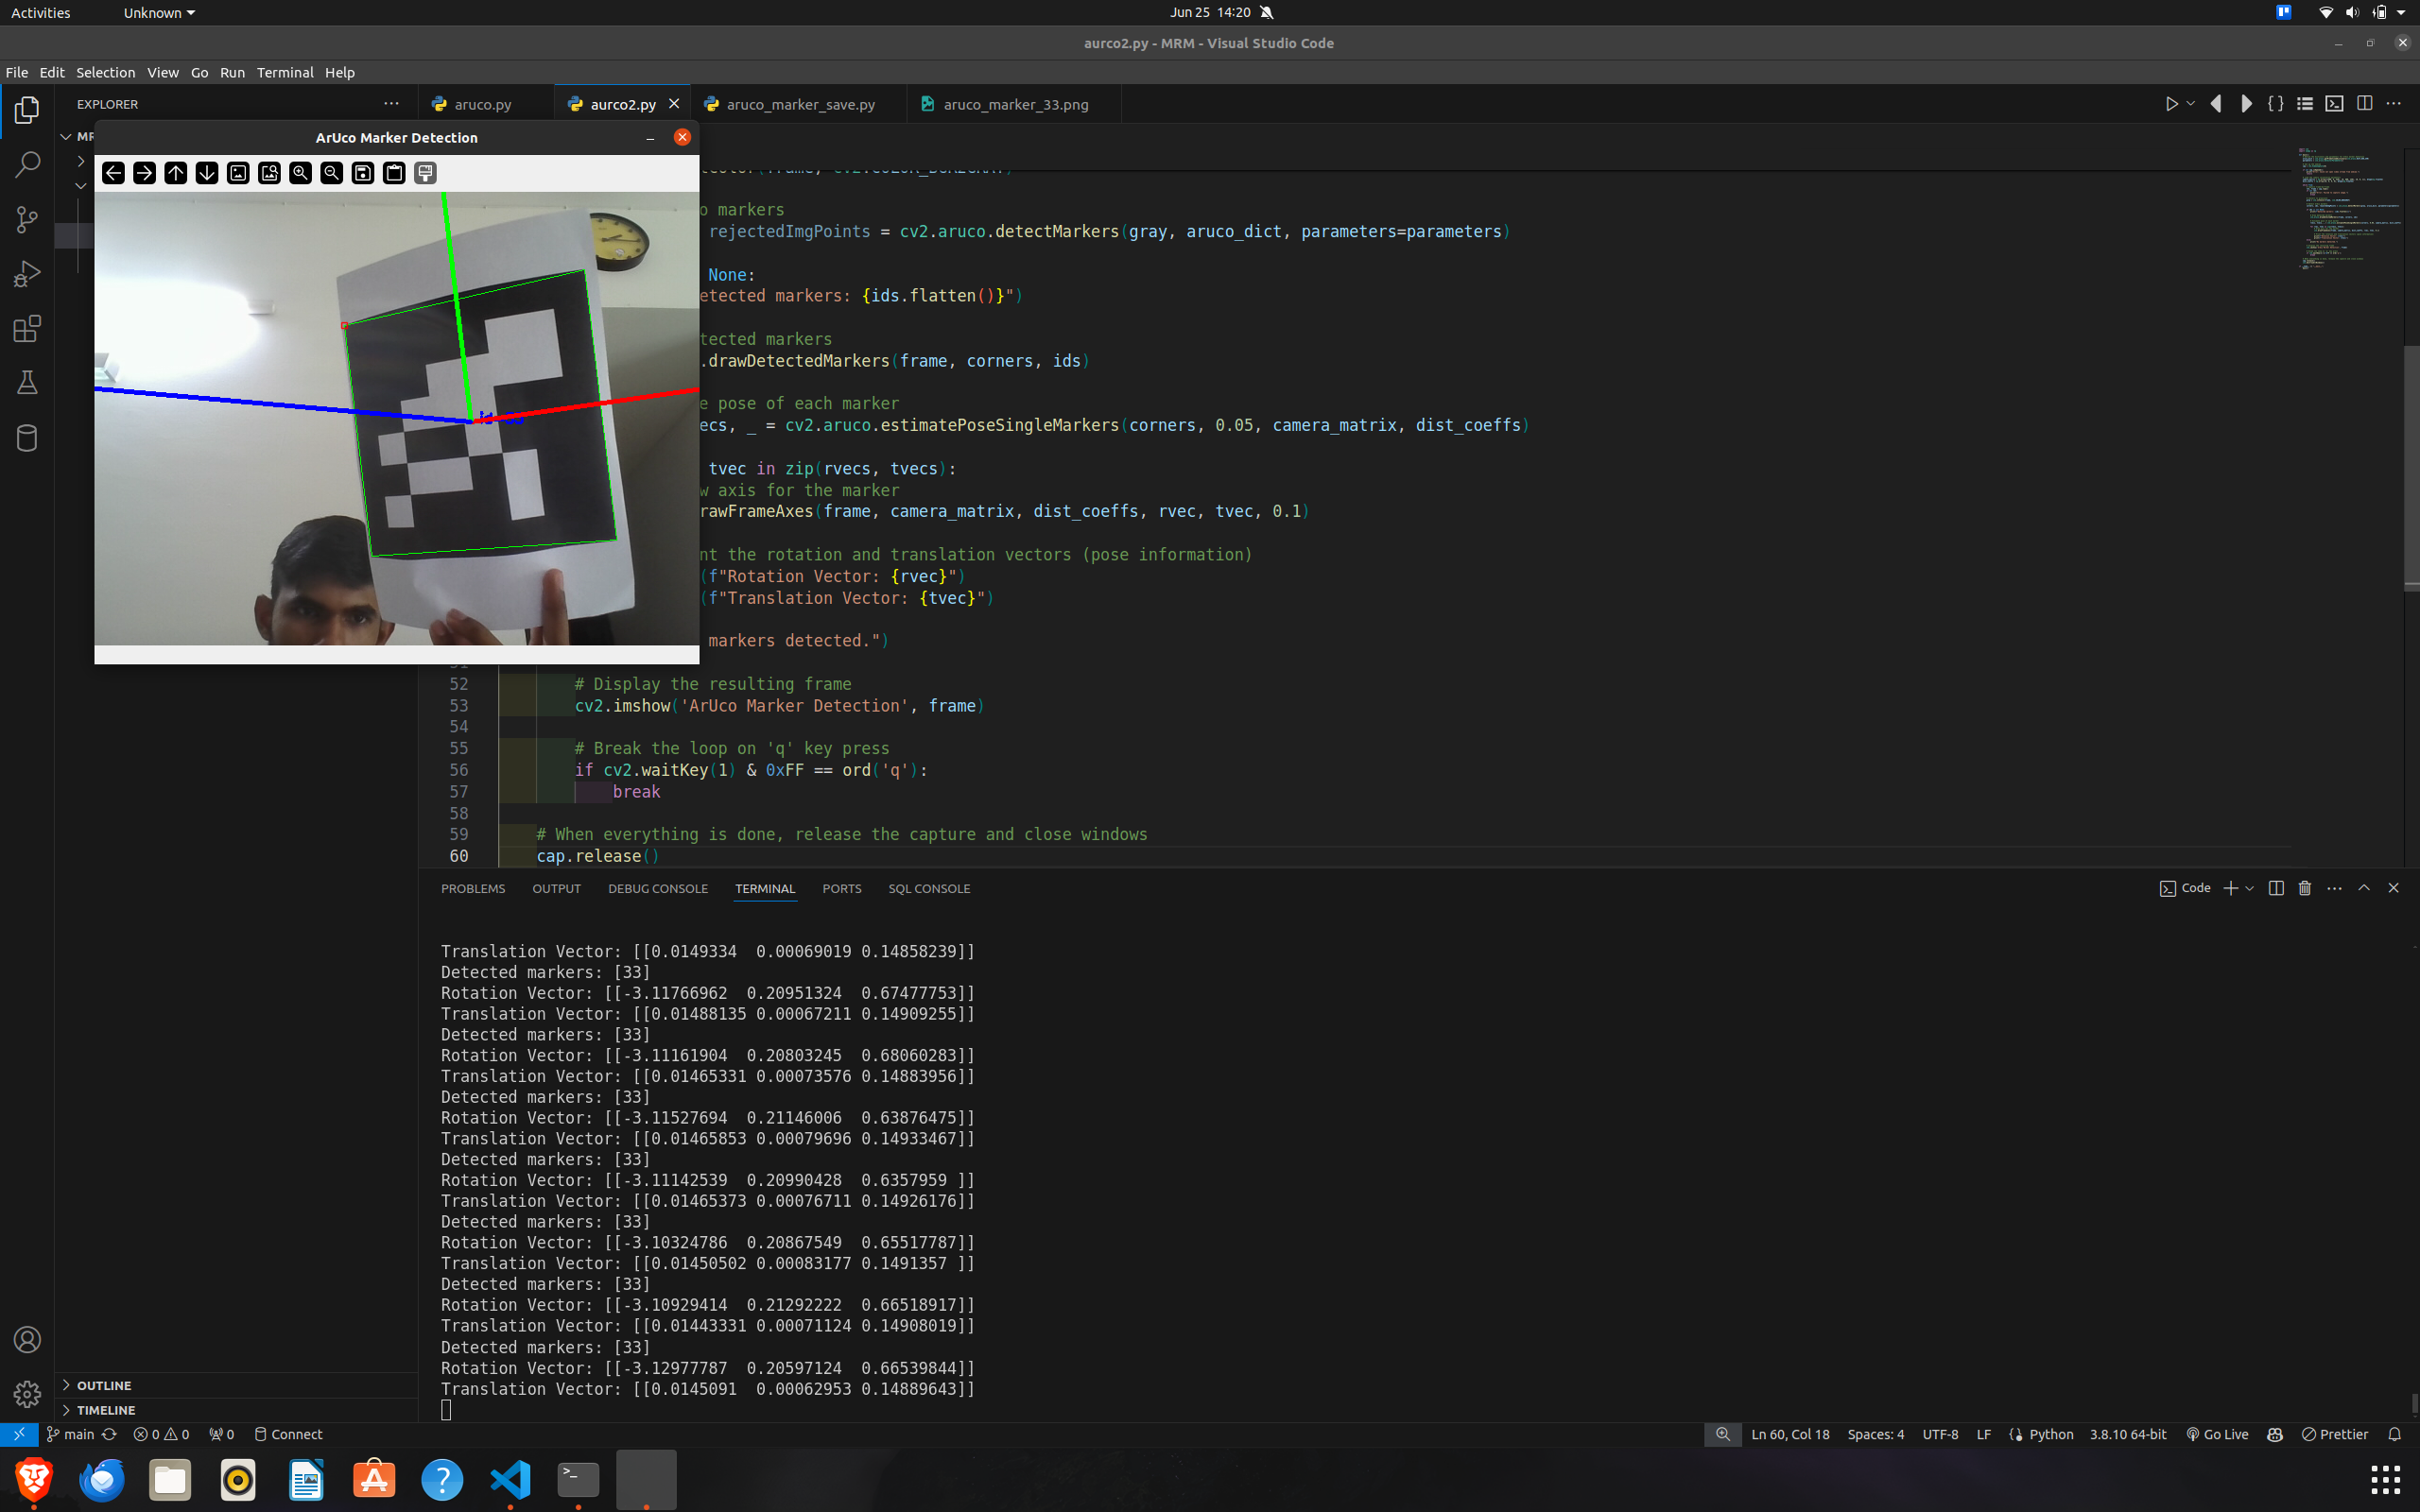 Activities
Unknown
Jun 25 14:20
aurco2.py - MRM - Visual Studio Code
File Edit Selection View Go Run Terminal Help
EXPLORER
aruco.py
aurco2.py
aruco_marker_save.py
aruco_marker_33.png
ArUco Marker Detection
o markers
rejectedImgPoints = cv2.aruco.detectMarkers(gray, aruco_dict, parameters=parameters)
None:
etected markers: {ids.flatten()}")
tected markers
.drawDetectedMarkers(frame, corners, ids)
e pose of each marker
ecs, _ = cv2.aruco.estimatePoseSingleMarkers(corners, 0.05, camera_matrix, dist_coeffs)
tvec in zip(rvecs, tvecs):
w axis for the marker
rawFrameAxes(frame, camera_matrix, dist_coeffs, rvec, tvec, 0.1)
nt the rotation and translation vectors (pose information)
(f"Rotation Vector: {rvec}")
(f"Translation Vector: {tvec}")
markers detected.")
52 # Display the resulting frame
53 cv2.imshow('ArUco Marker Detection', frame)
54
55 # Break the loop on 'q' key press
56 if cv2.waitKey(1) & 0xFF == ord('q'):
57 break
58
59 # When everything is done, release the capture and close windows
60 cap.release()
PROBLEMS OUTPUT DEBUG CONSOLE TERMINAL PORTS SQL CONSOLE
Code
Translation Vector: [[0.0149334  0.00069019 0.14858239]]
Detected markers: [33]
Rotation Vector: [[-3.11766962  0.20951324  0.67477753]]
Translation Vector: [[0.01488135 0.00067211 0.14909255]]
Detected markers: [33]
Rotation Vector: [[-3.11161904  0.20803245  0.68060283]]
Translation Vector: [[0.01465331 0.00073576 0.14883956]]
Detected markers: [33]
Rotation Vector: [[-3.11527694  0.21146006  0.63876475]]
Translation Vector: [[0.01465853 0.00079696 0.14933467]]
Detected markers: [33]
Rotation Vector: [[-3.11142539  0.20990428  0.6357959 ]]
Translation Vector: [[0.01465373 0.00076711 0.14926176]]
Detected markers: [33]
Rotation Vector: [[-3.10324786  0.20867549  0.65517787]]
Translation Vector: [[0.01450502 0.00083177 0.1491357 ]]
Detected markers: [33]
Rotation Vector: [[-3.10929414  0.21292222  0.66518917]]
Translation Vector: [[0.01443331 0.00071124 0.14908019]]
Detected markers: [33]
Rotation Vector: [[-3.12977787  0.20597124  0.66539844]]
Translation Vector: [[0.0145091  0.00062953 0.14889643]]
OUTLINE
TIMELINE
main 0 0 0 Connect
Ln 60, Col 18 Spaces: 4 UTF-8 LF Python 3.8.10 64-bit Go Live Prettier